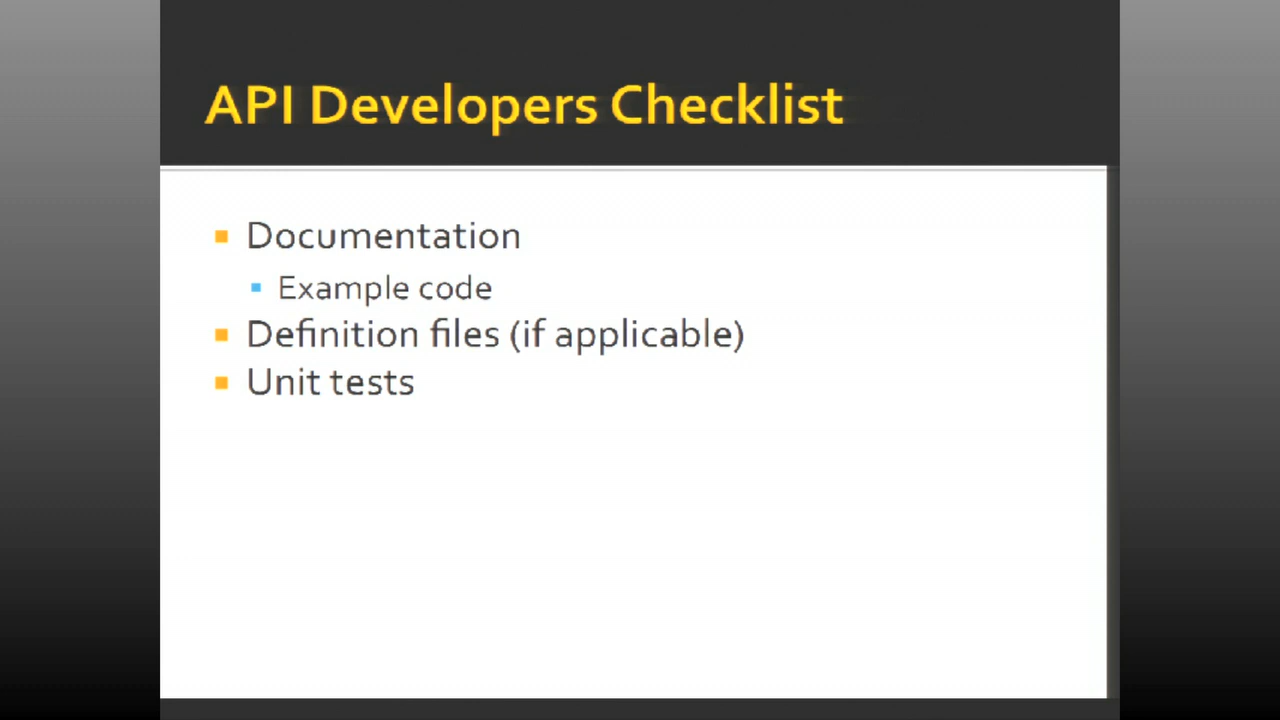 API Developers Checklist
Documentation
Example code
Definition files (if applicable)
Unit tests